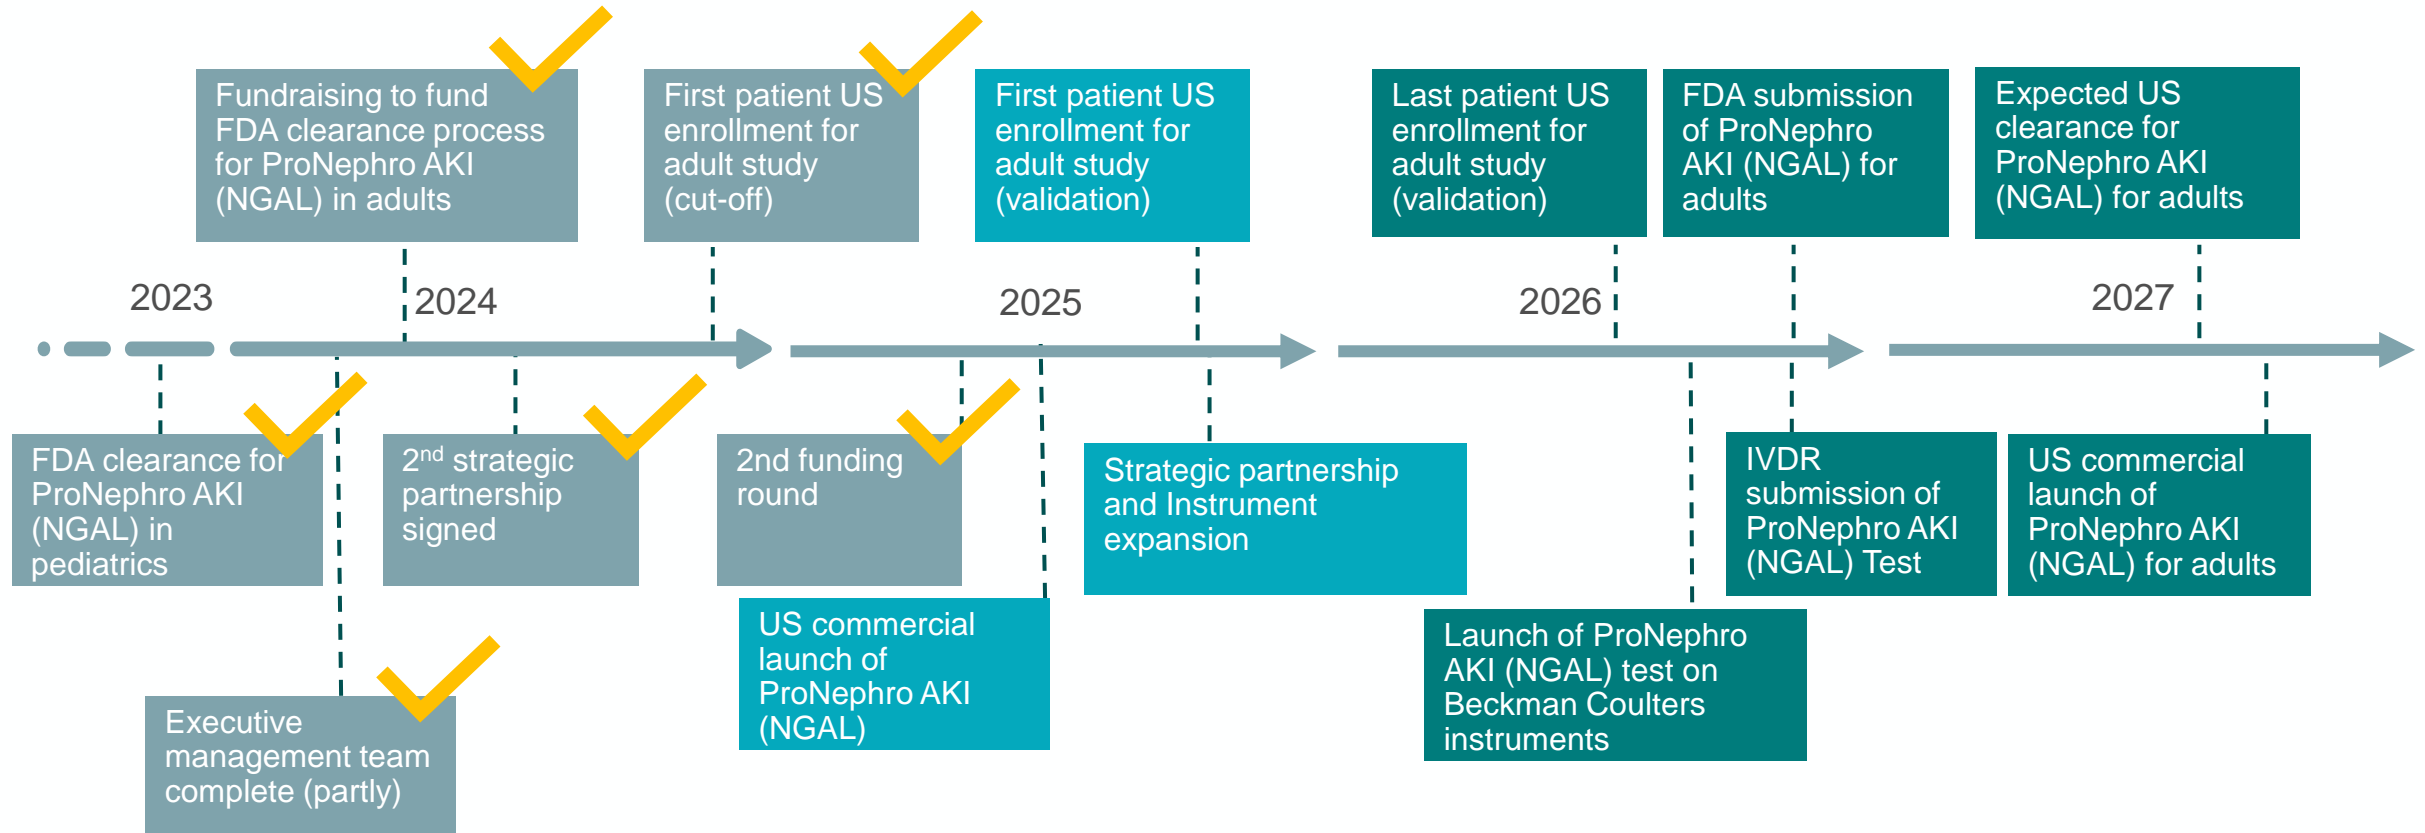 Fundraising to fund
FDA clearance process
for ProNephro AKI
(NGAL) in adults
First patient US
enrollment for
adult study
(cut-off)
First patient US
enrollment for
adult study
(validation)
Last patient US
enrollment for
adult study
(validation)
FDA submission
of ProNephro
AKI (NGAL) for
adults
Expected US
clearance for
ProNephro AKI
(NGAL) for adults
2023
2024
2025
2026
2027
FDA clearance for
ProNephro AKI
(NGAL) in
pediatrics
2nd strategic
partnership
signed
2nd funding
round
Strategic partnership
and Instrument
expansion
IVDR
submission of
ProNephro AKI
(NGAL) Test
US commercial
launch of
ProNephro AKI
(NGAL) for adults
US commercial
launch of
ProNephro AKI
(NGAL)
Launch of ProNephro
AKI (NGAL) test on
Beckman Coulters
instruments
Executive
management team
complete (partly)